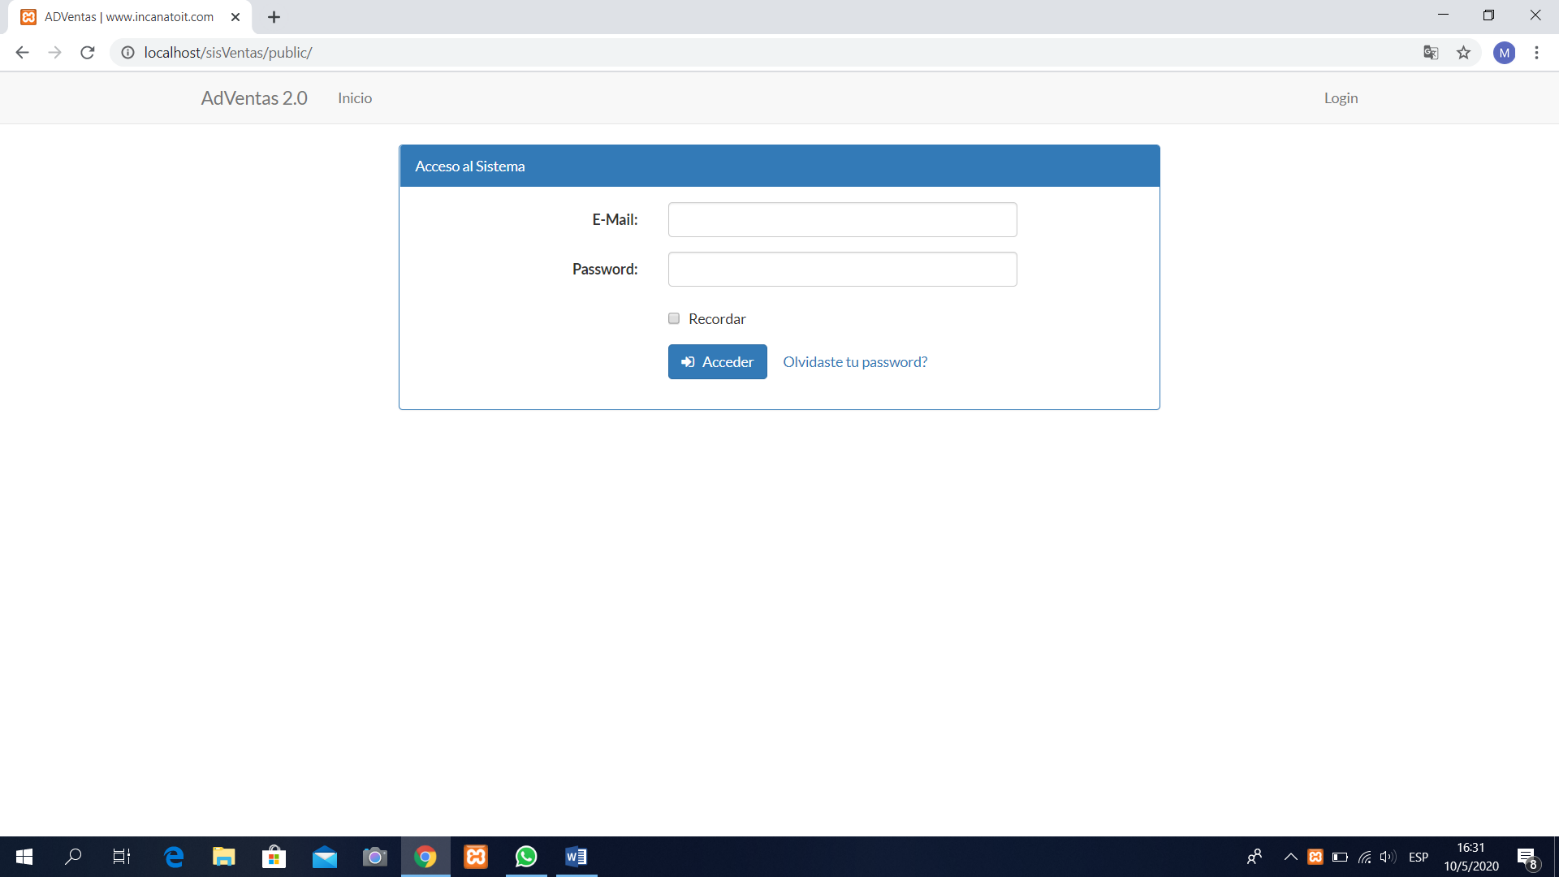 ADVentas | www.incanatoit.com
localhost/sisVentas/public/
M
AdVentas 2.0
Inicio
Login
Acceso al Sistema
E-Mail:
Password:
Recordar
Acceder
Olvidaste tu password?
ESP
16:31
10/5/2020
8